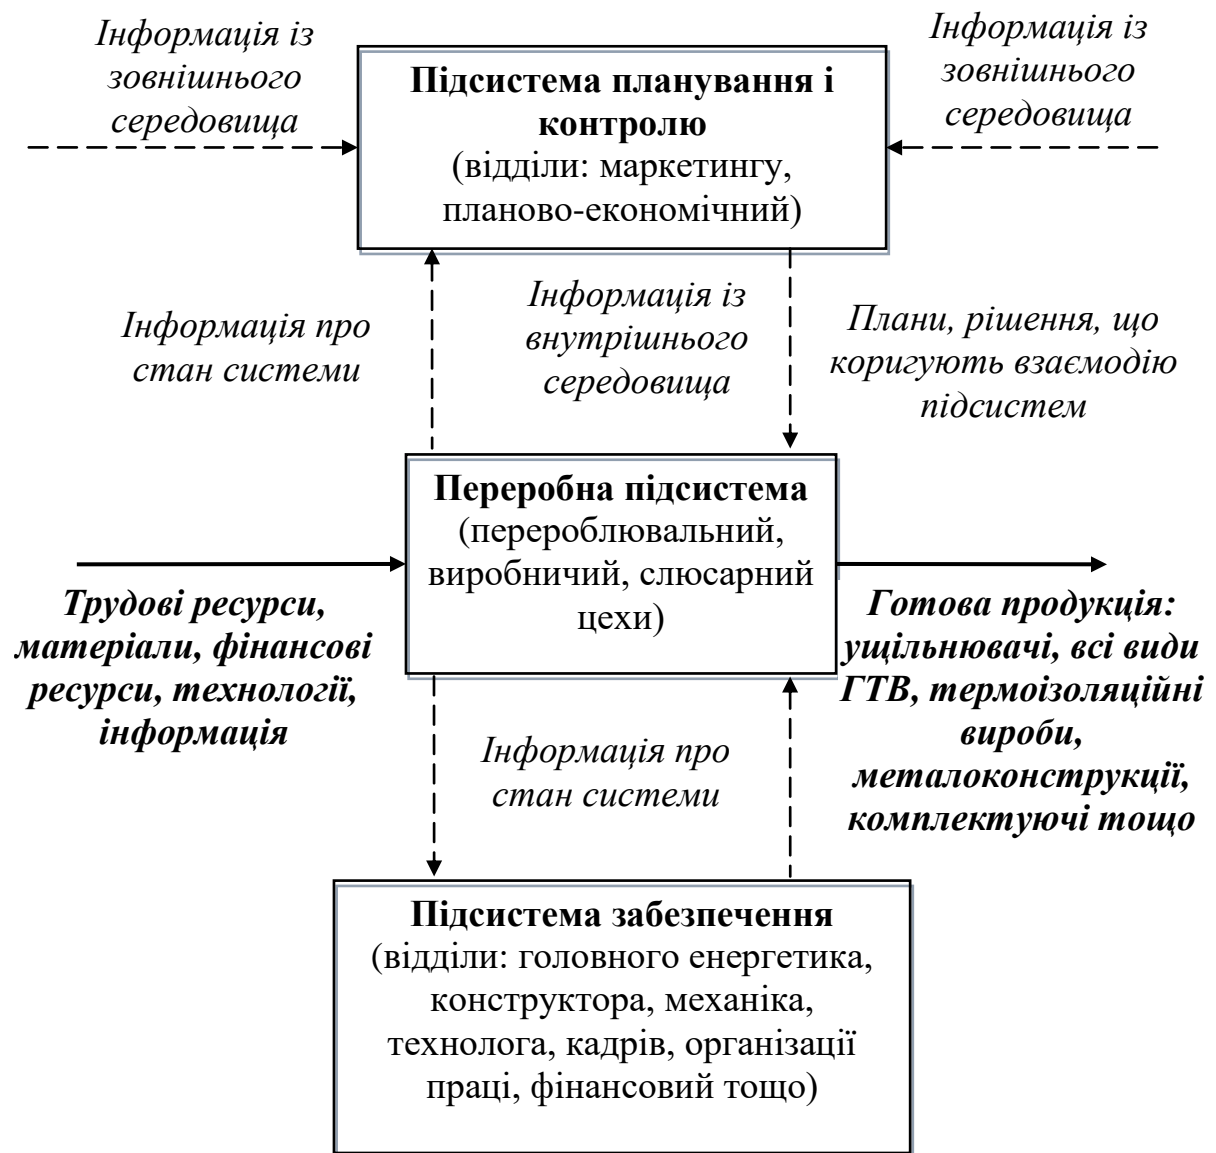 Інформація із
зовнішнього
середовища
Підсистема планування і
контролю
(відділи: маркетингу,
планово-економічний)
Інформація із
зовнішнього
середовища
Інформація про
стан системи
Інформація із
внутрішнього
середовища
Плани, рішення, що
коригують взаємодію
підсистем
Переробна підсистема
(перероблювальний,
виробничий, слюсарний
цехи)
Трудові ресурси,
матеріали, фінансові
ресурси, технології,
інформація
Готова продукція:
ущільнювачі, всі види
ГТВ, термоізоляційні
вироби,
металоконструкції,
комплектуючі тощо
Інформація про
стан системи
Підсистема забезпечення
(відділи: головного енергетика,
конструктора, механіка,
технолога, кадрів, організації
праці, фінансовий тощо)